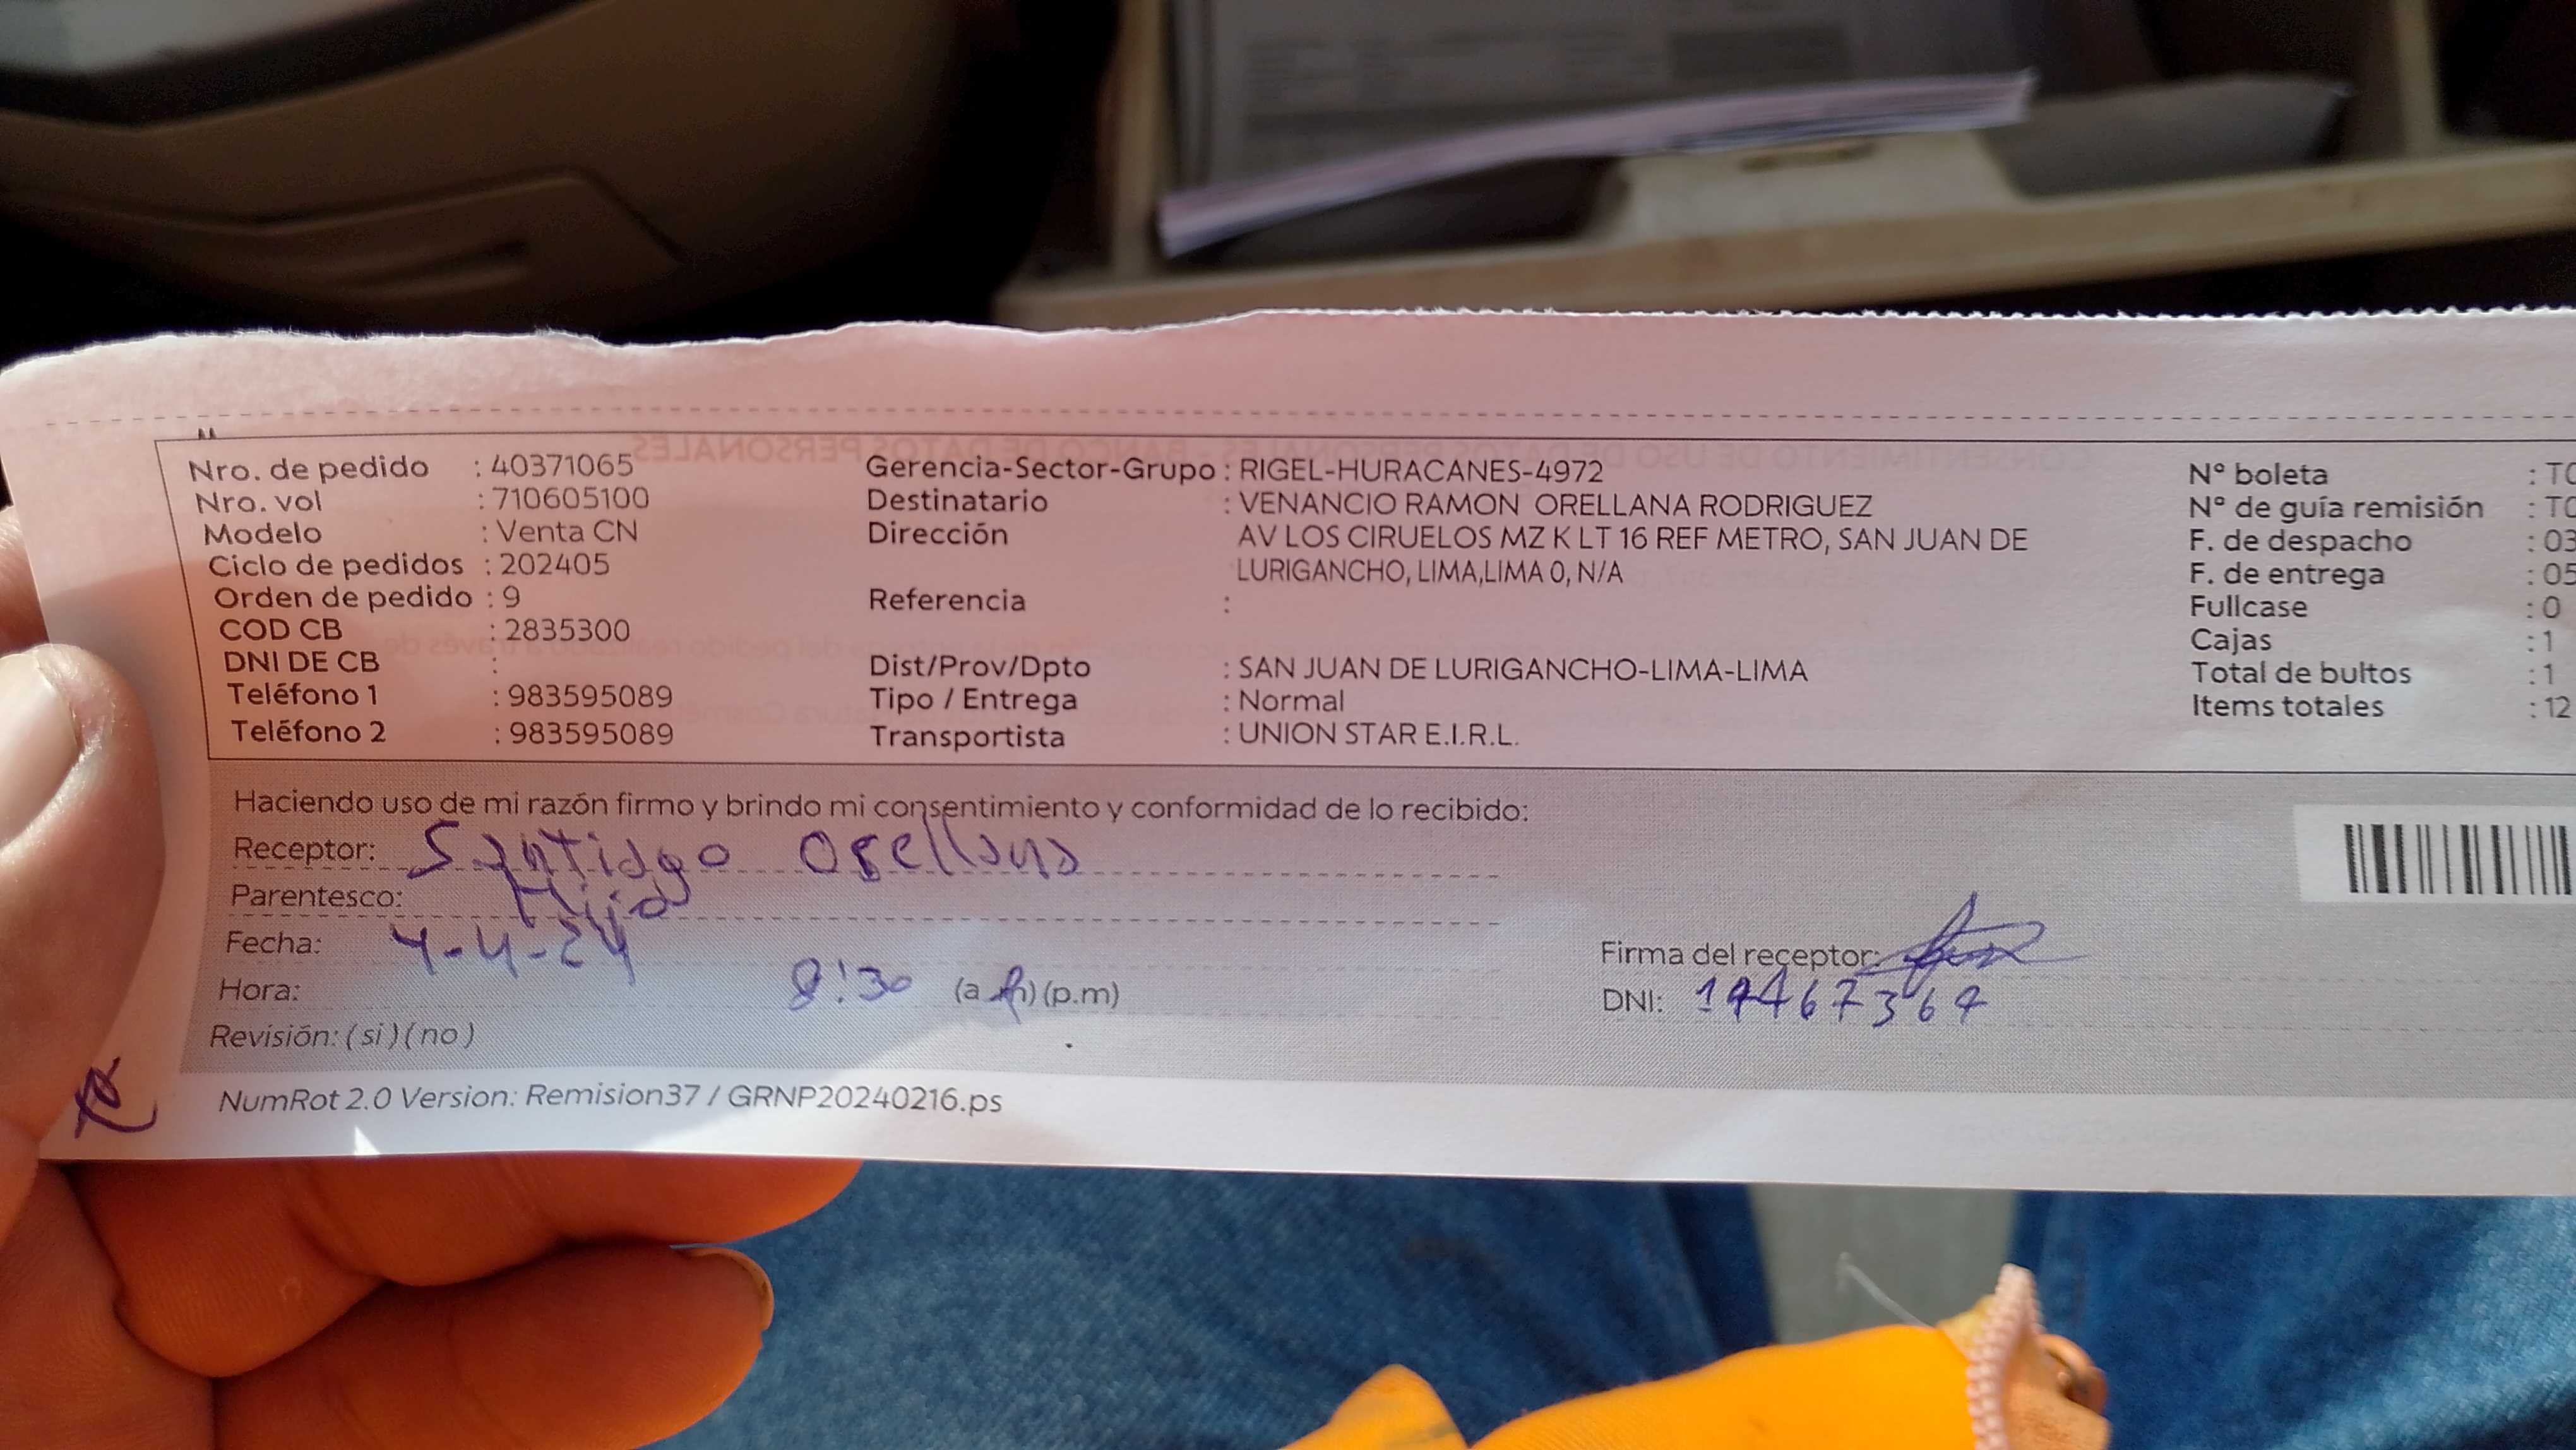 Nro. de pedido : 40371065
Nro. vol : 710605100
Modelo : Venta CN
Ciclo de pedidos : 202405
Orden de pedido : 9
COD CB : 2835300
DNI DE CB :
Teléfono 1 : 983595089
Teléfono 2 : 983595089
Gerencia-Sector-Grupo : RIGEL-HURACANES-4972
Destinatario : VENANCIO RAMON ORELLANA RODRIGUEZ
Dirección : AV LOS CIRUELOS MZ K LT 16 REF METRO, SAN JUAN DE
LURIGANCHO, LIMA,LIMA 0, N/A
Referencia :
Dist/Prov/Dpto : SAN JUAN DE LURIGANCHO-LIMA-LIMA
Tipo / Entrega : Normal
Transportista : UNION STAR E.I.R.L.
N° boleta :
N° de guía remisión :
F. de despacho : 03
F. de entrega : 05
Fullcase : 0
Cajas : 1
Total de bultos : 1
Items totales : 12
Haciendo uso de mi razón firmo y brindo mi consentimiento y conformidad de lo recibido:
Receptor: Santiago Orellana
Parentesco: Hijo
Fecha: 4-4-24
Hora: 8:30 (a.m) (p.m)
Revisión: (si) (no)
Firma del receptor:
DNI:
NumRot 2.0 Version: Remision37 / GRNP20240216.ps